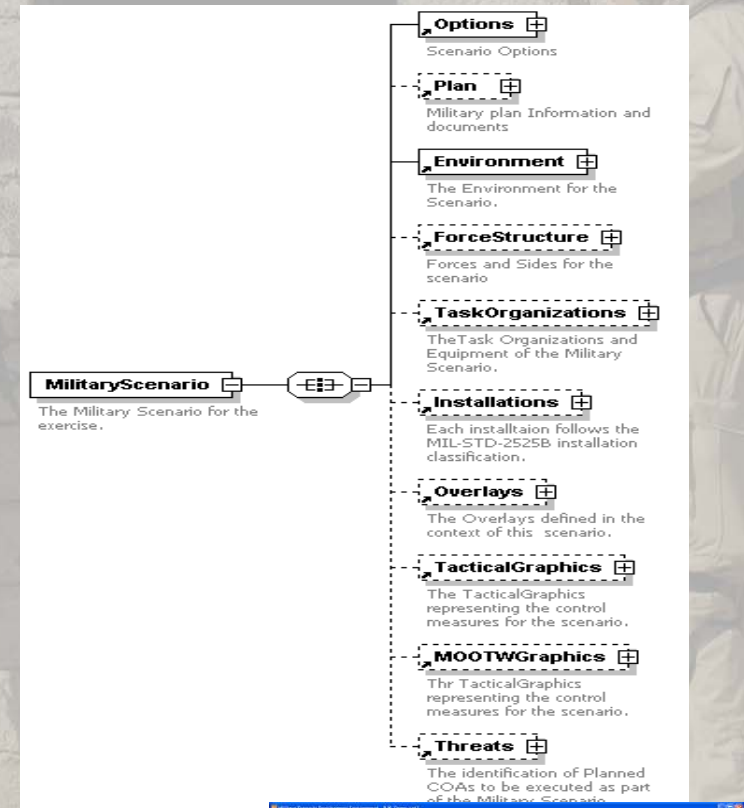 Options
Scenario Options
Plan
Military plan Information and
documents
Environment
The Environment for the
Scenario.
ForceStructure
Forces and Sides for the
scenario
TaskOrganizations
TheTask Organizations and
Equipment of the Military
Scenario.
MilitaryScenario
The Military Scenario for the
exercise.
Installations
Each installtaion follows the
MIL-STD-2525B installation
classification.
Overlays
The Overlays defined in the
context of this scenario.
TacticalGraphics
The TacticalGraphics
representing the control
measures for the scenario.
MOOTWGraphics
Thr TacticalGraphics
representing the control
measures for the scenario.
Threats
The identification of Planned
COAs to be executed as part
of the Military Scenario